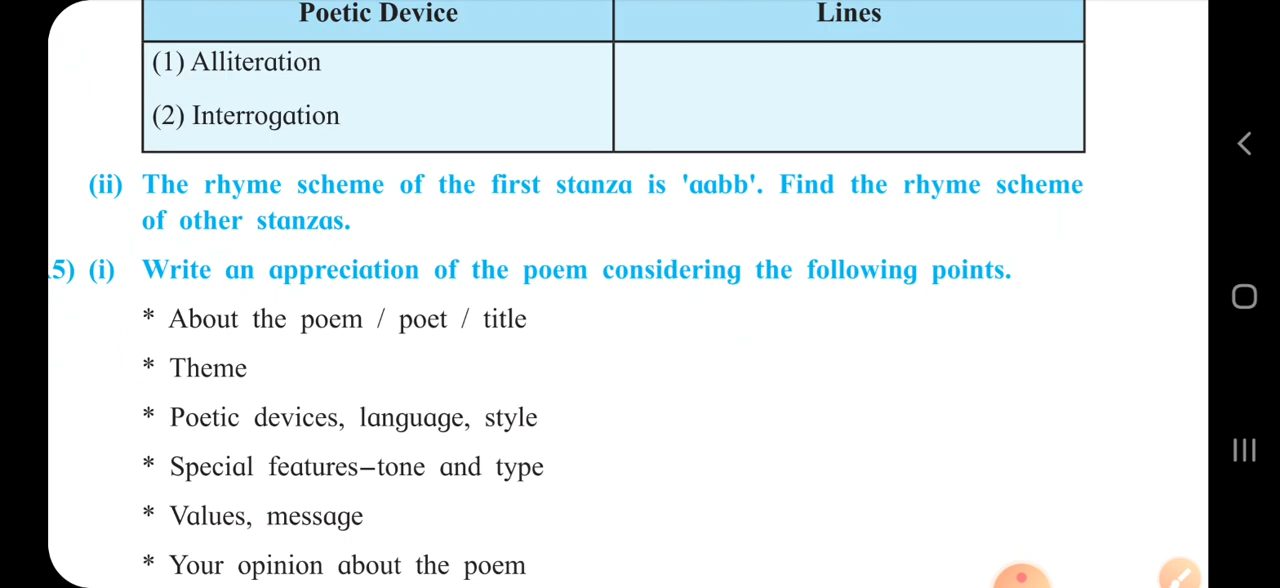 Poetic Device Lines
(1) Alliteration
(2) Interrogation
(ii) The rhyme scheme of the first stanza is 'aabb'. Find the rhyme scheme
of other stanzas.
.5) (i) Write an appreciation of the poem considering the following points.
* About the poem / poet / title
* Theme
* Poetic devices, language, style
* Special features–tone and type
* Values, message
* Your opinion about the poem